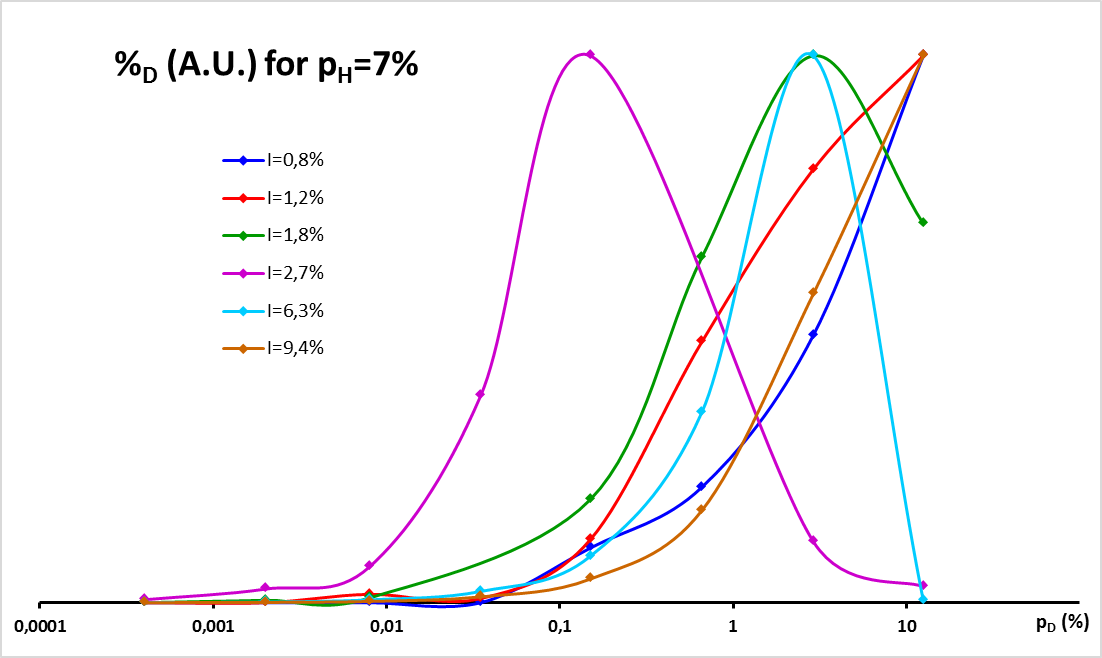 %D (A.U.) for pH=7%
I=0,8%
I=1,2%
I=1,8%
I=2,7%
I=6,3%
I=9,4%
0,0001 0,001 0,01 0,1 1 10 pD (%)